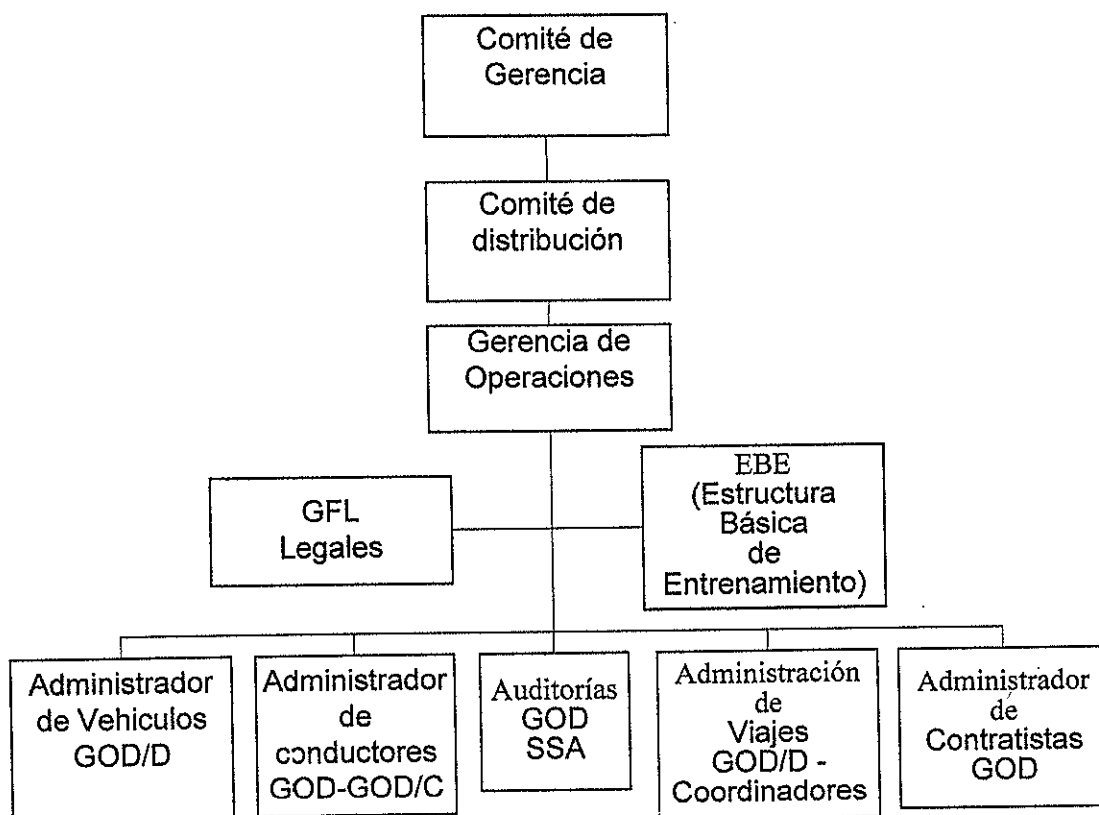 Comité de
Gerencia
Comité de
distribución
Gerencia de
Operaciones
GFL
Legales
EBE
(Estructura
Básica
de
Entrenamiento)
Administrador
de Vehiculos
GOD/D
Administrador
de
conductores
GOD-GOD/C
Auditorías
GOD
SSA
Administración
de
Viajes
GOD/D -
Coordinadores
Administrador
de
Contratistas
GOD